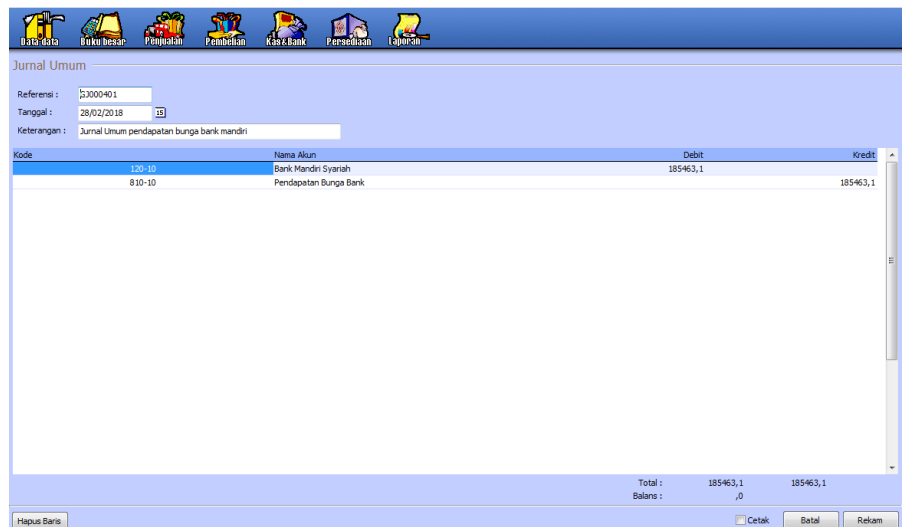 Data-data Buku besar Penjualan Pembelian Kas&Bank Persediaan Laporan
Jurnal Umum
Referensi : GJ000401
Tanggal : 28/02/2018 15
Keterangan : Jurnal Umum pendapatan bunga bank mandiri
Kode Nama Akun Debit Kredit
120-10 Bank Mandiri Syariah 185463,1
810-10 Pendapatan Bunga Bank 185463,1
Total : 185463,1 185463,1
Balans : ,0
Hapus Baris Cetak Batal Rekam